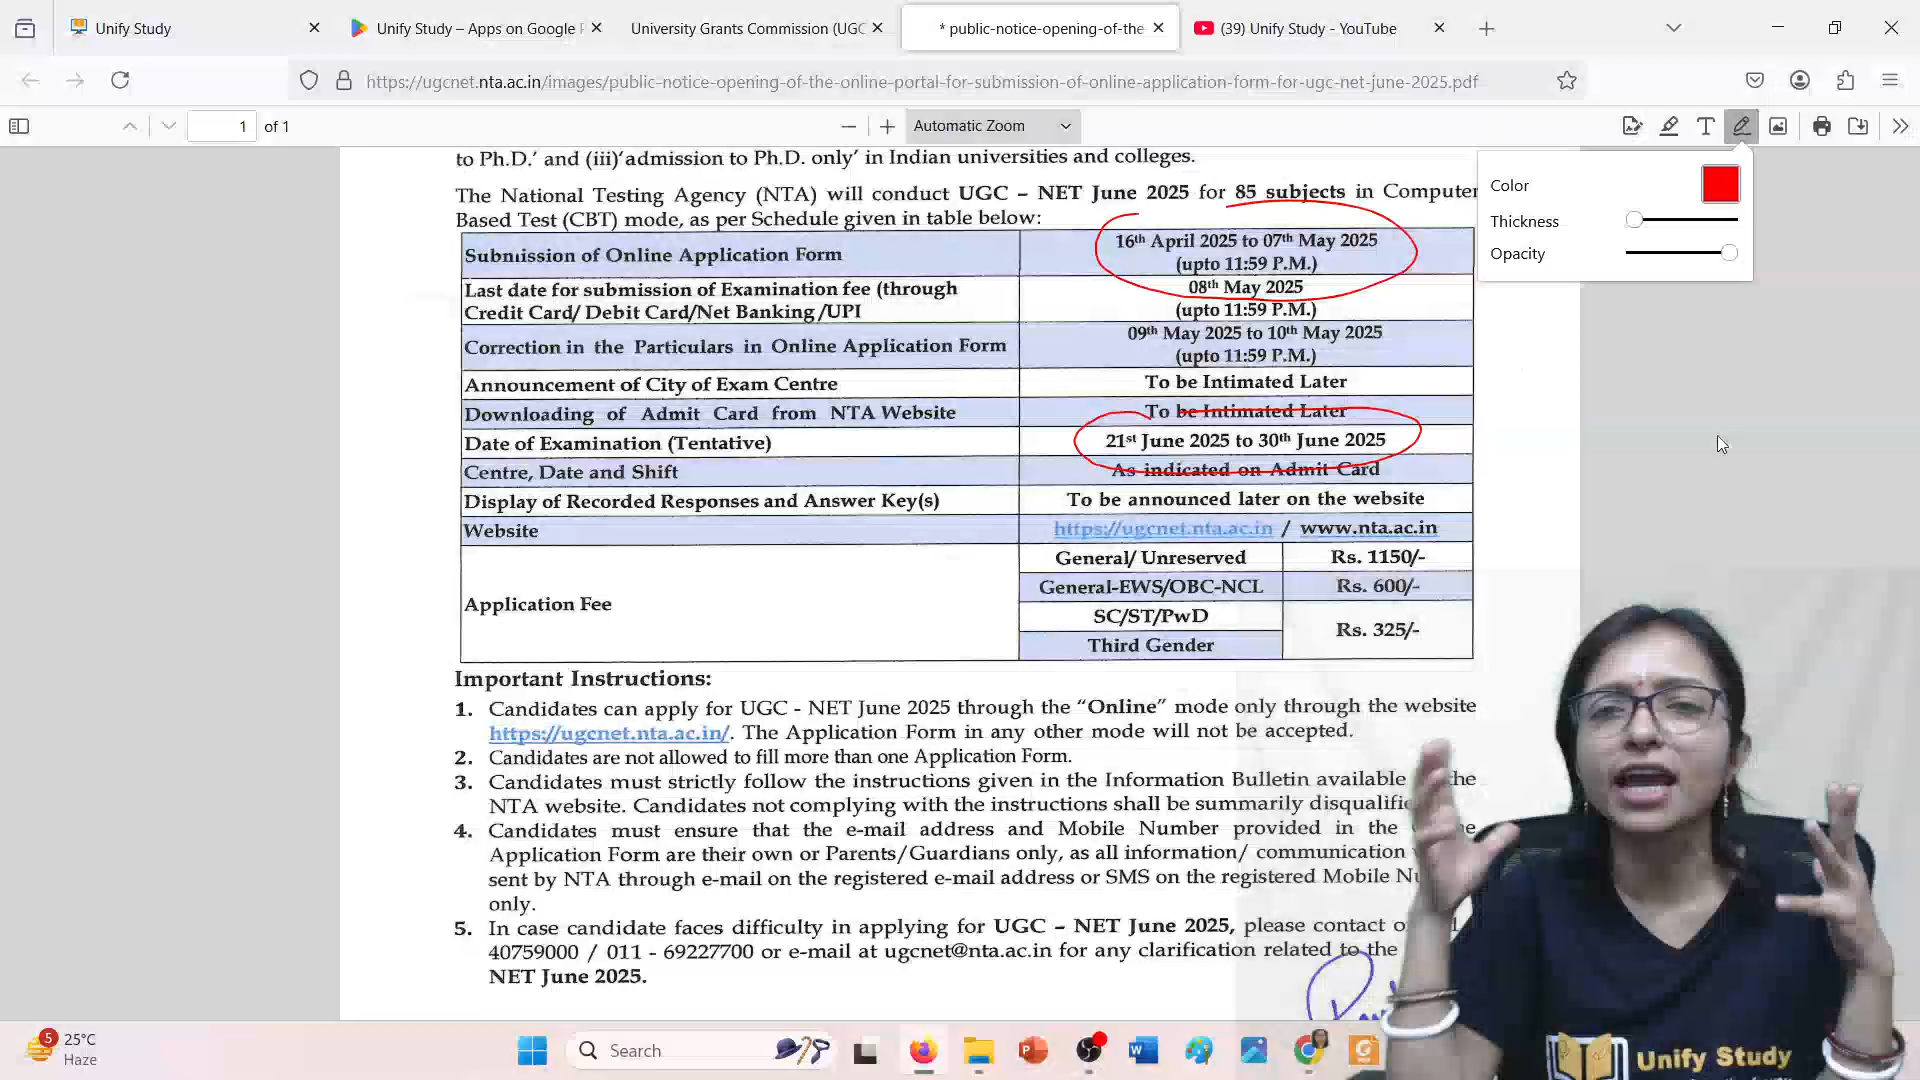 Unify Study
Unify Study – Apps on Google
University Grants Commission (UGC
* public-notice-opening-of-the
(39) Unify Study - YouTube
https://ugcnet.nta.ac.in/images/public-notice-opening-of-the-online-portal-for-submission-of-online-application-form-for-ugc-net-june-2025.pdf
1 of 1
Automatic Zoom
Color
Thickness
Opacity
to Ph.D.’ and (iii)‘admission to Ph.D. only’ in Indian universities and colleges.
The National Testing Agency (NTA) will conduct UGC – NET June 2025 for 85 subjects in Computer
Based Test (CBT) mode, as per Schedule given in table below:
Submission of Online Application Form
16th April 2025 to 07th May 2025
(upto 11:59 P.M.)
Last date for submission of Examination fee (through
Credit Card/ Debit Card/Net Banking /UPI
08th May 2025
(upto 11:59 P.M.)
Correction in the Particulars in Online Application Form
09th May 2025 to 10th May 2025
(upto 11:59 P.M.)
Announcement of City of Exam Centre
To be Intimated Later
Downloading of Admit Card from NTA Website
To be Intimated Later
Date of Examination (Tentative)
21st June 2025 to 30th June 2025
Centre, Date and Shift
As indicated on Admit Card
Display of Recorded Responses and Answer Key(s)
To be announced later on the website
Website
https://ugcnet.nta.ac.in / www.nta.ac.in
Application Fee
General/ Unreserved Rs. 1150/-
General-EWS/OBC-NCL Rs. 600/-
SC/ST/PwD
Rs. 325/-
Third Gender
Important Instructions:
1. Candidates can apply for UGC - NET June 2025 through the “Online” mode only through the website
https://ugcnet.nta.ac.in/. The Application Form in any other mode will not be accepted.
2. Candidates are not allowed to fill more than one Application Form.
3. Candidates must strictly follow the instructions given in the Information Bulletin available the
NTA website. Candidates not complying with the instructions shall be summarily disqualifie
4. Candidates must ensure that the e-mail address and Mobile Number provided in the
Application Form are their own or Parents/Guardians only, as all information/ communication
sent by NTA through e-mail on the registered e-mail address or SMS on the registered Mobile
only.
5. In case candidate faces difficulty in applying for UGC – NET June 2025, please contact
40759000 / 011 - 69227700 or e-mail at ugcnet@nta.ac.in for any clarification related to the
NET June 2025.
5
25°C
Haze
Search
Unify Study